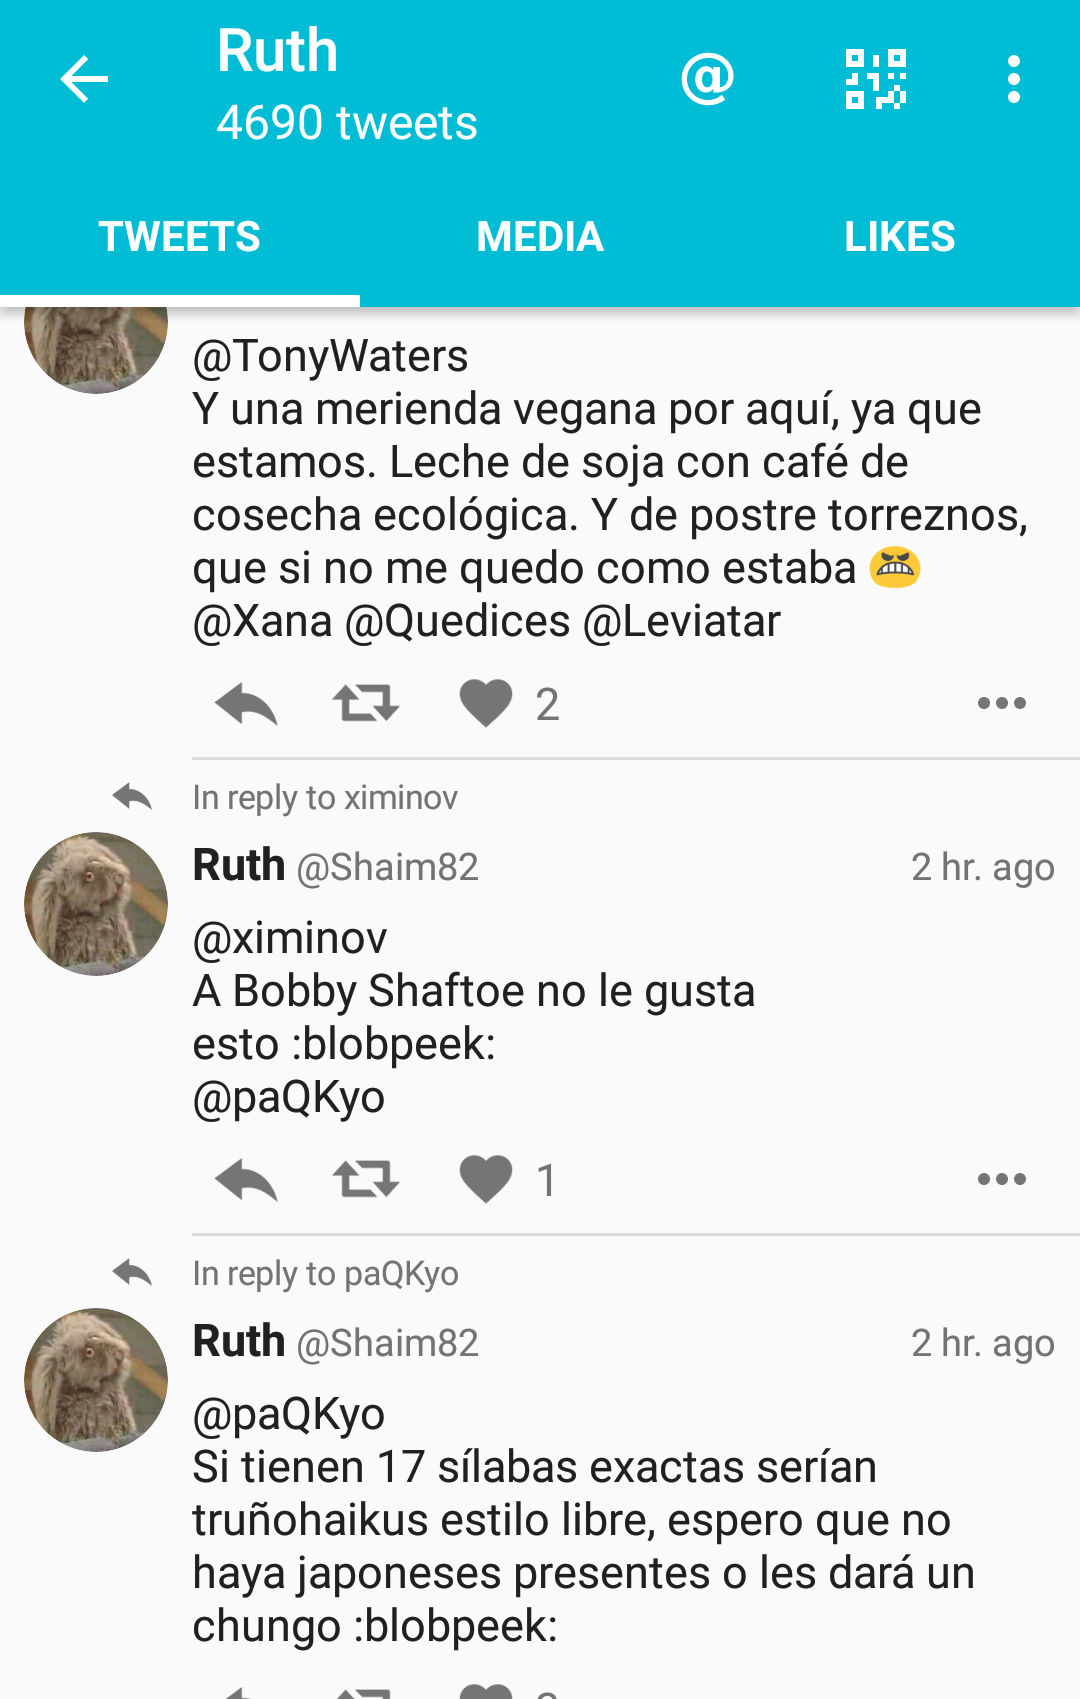 Ruth
4690 tweets
TWEETS
MEDIA
LIKES
@TonyWaters
Y una merienda vegana por aquí, ya que
estamos. Leche de soja con café de
cosecha ecológica. Y de postre torreznos,
que si no me quedo como estaba 😬
@Xana @Quedices @Leviatar
2
In reply to ximinov
Ruth @Shaim82
2 hr. ago
@ximinov
A Bobby Shaftoe no le gusta
esto :blobpeek:
@paQKyo
1
In reply to paQKyo
Ruth @Shaim82
2 hr. ago
@paQKyo
Si tienen 17 sílabas exactas serían
truñohaikus estilo libre, espero que no
haya japoneses presentes o les dará un
chungo :blobpeek: